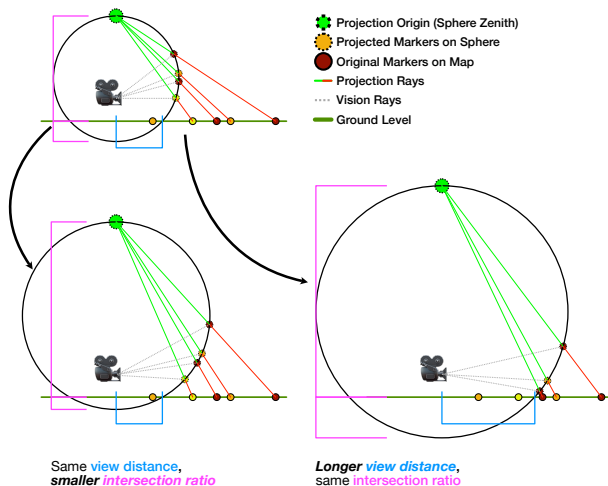 Projection Origin (Sphere Zenith)
Projected Markers on Sphere
Original Markers on Map
Projection Rays
Vision Rays
Ground Level
Same view distance,
smaller intersection ratio
Longer view distance,
same intersection ratio